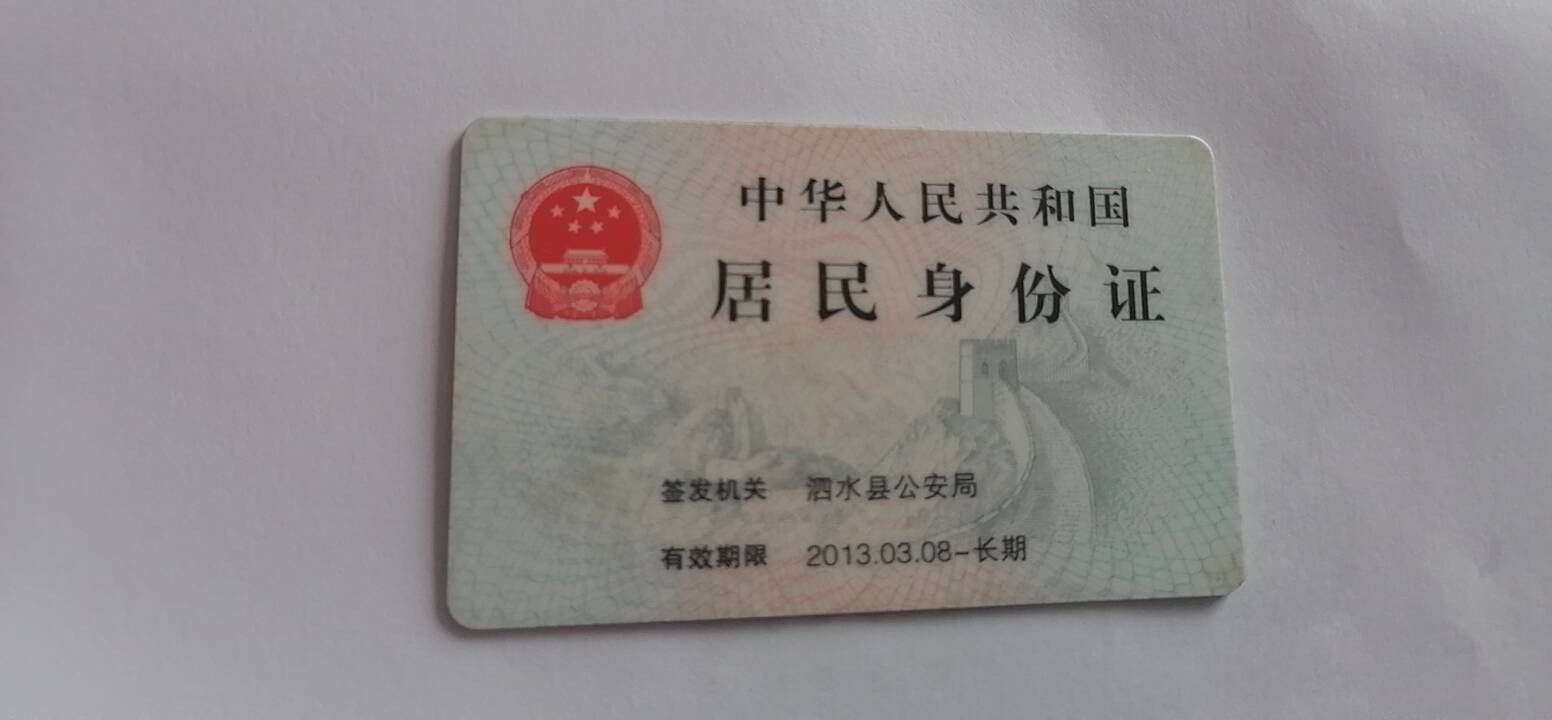 中华人民共和国
居民身份证
签发机关 泗水县公安局
有效期限 2013.03.08-长期